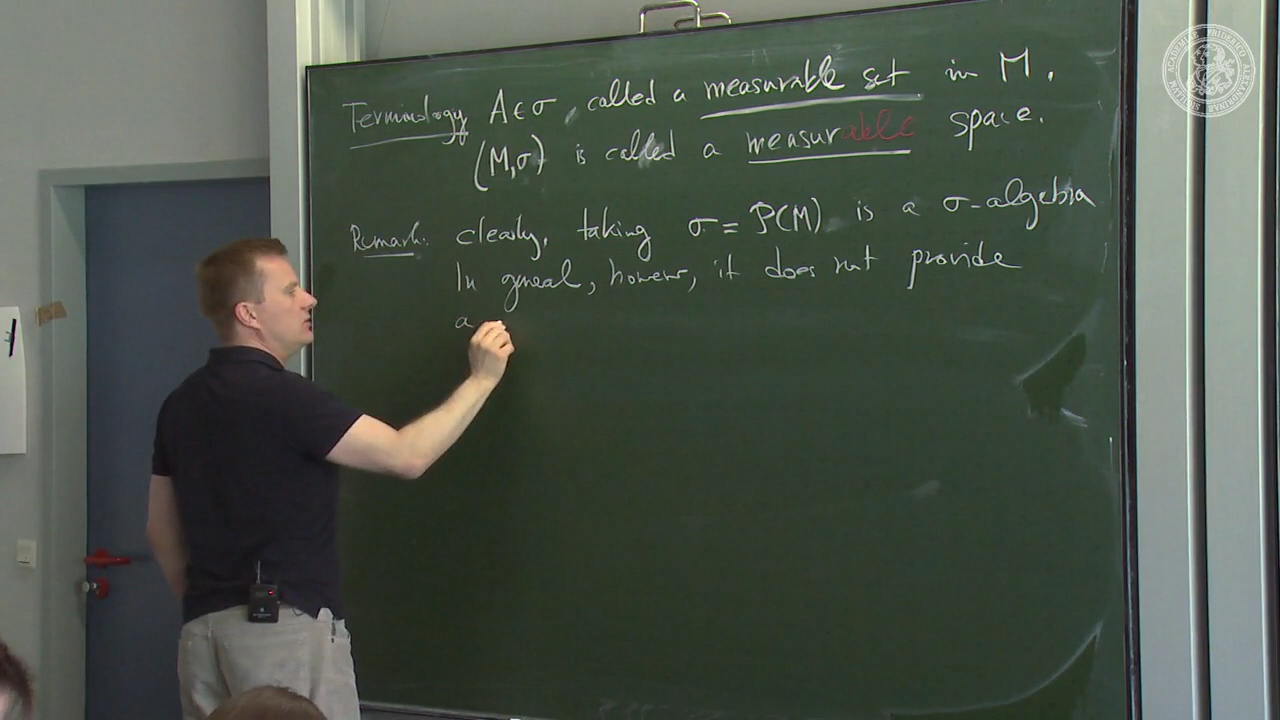 Terminology A∈σ called a measurable set in M.
(M,σ) is called a measurable space.
Remark: clearly, taking σ = P(M) is a σ-algebra
In general, however, it does not provide
a